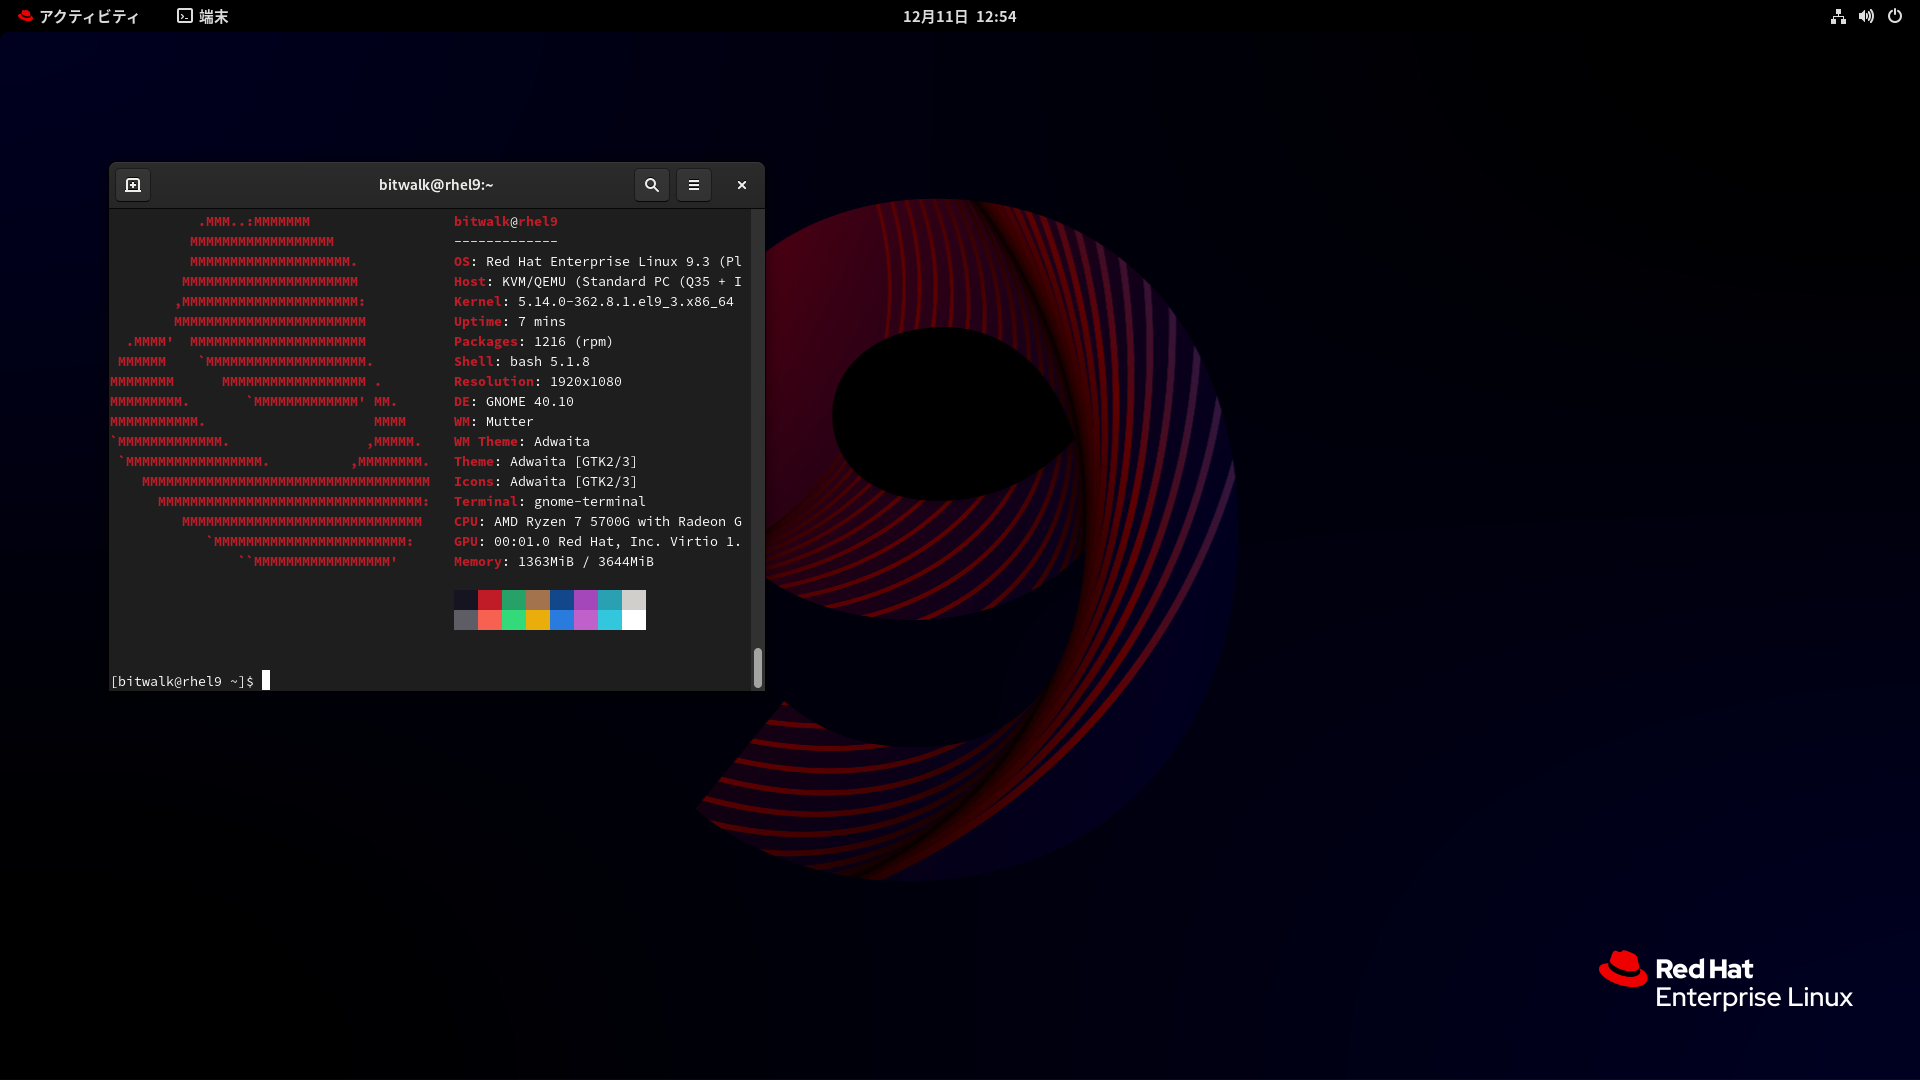 アクティビティ 端末 12月11日 12:54
bitwalk@rhel9:~
.MMM..:MMMMMMM bitwalk@rhel9
MMMMMMMMMMMMMMMMMM -------------
MMMMMMMMMMMMMMMMMMMM. OS: Red Hat Enterprise Linux 9.3 (Pl
MMMMMMMMMMMMMMMMMMMMMM Host: KVM/QEMU (Standard PC (Q35 + I
,MMMMMMMMMMMMMMMMMMMMMM: Kernel: 5.14.0-362.8.1.el9_3.x86_64
MMMMMMMMMMMMMMMMMMMMMMMM Uptime: 7 mins
.MMMM' MMMMMMMMMMMMMMMMMMMMMM Packages: 1216 (rpm)
MMMMMM `MMMMMMMMMMMMMMMMMMMM. Shell: bash 5.1.8
MMMMMMMM MMMMMMMMMMMMMMMMMM . Resolution: 1920x1080
MMMMMMMMM. `MMMMMMMMMMMMM' MM. DE: GNOME 40.10
MMMMMMMMMMM. MMMM WM: Mutter
`MMMMMMMMMMMMM. ,MMMMM. WM Theme: Adwaita
`MMMMMMMMMMMMMMMMM. ,MMMMMMMM. Theme: Adwaita [GTK2/3]
MMMMMMMMMMMMMMMMMMMMMMMMMMMMMMMMMMMM Icons: Adwaita [GTK2/3]
MMMMMMMMMMMMMMMMMMMMMMMMMMMMMMMMM: Terminal: gnome-terminal
MMMMMMMMMMMMMMMMMMMMMMMMMMMMMM CPU: AMD Ryzen 7 5700G with Radeon G
`MMMMMMMMMMMMMMMMMMMMMMMM: GPU: 00:01.0 Red Hat, Inc. Virtio 1.
``MMMMMMMMMMMMMMMMM' Memory: 1363MiB / 3644MiB
[bitwalk@rhel9 ~]$
Red Hat
Enterprise Linux